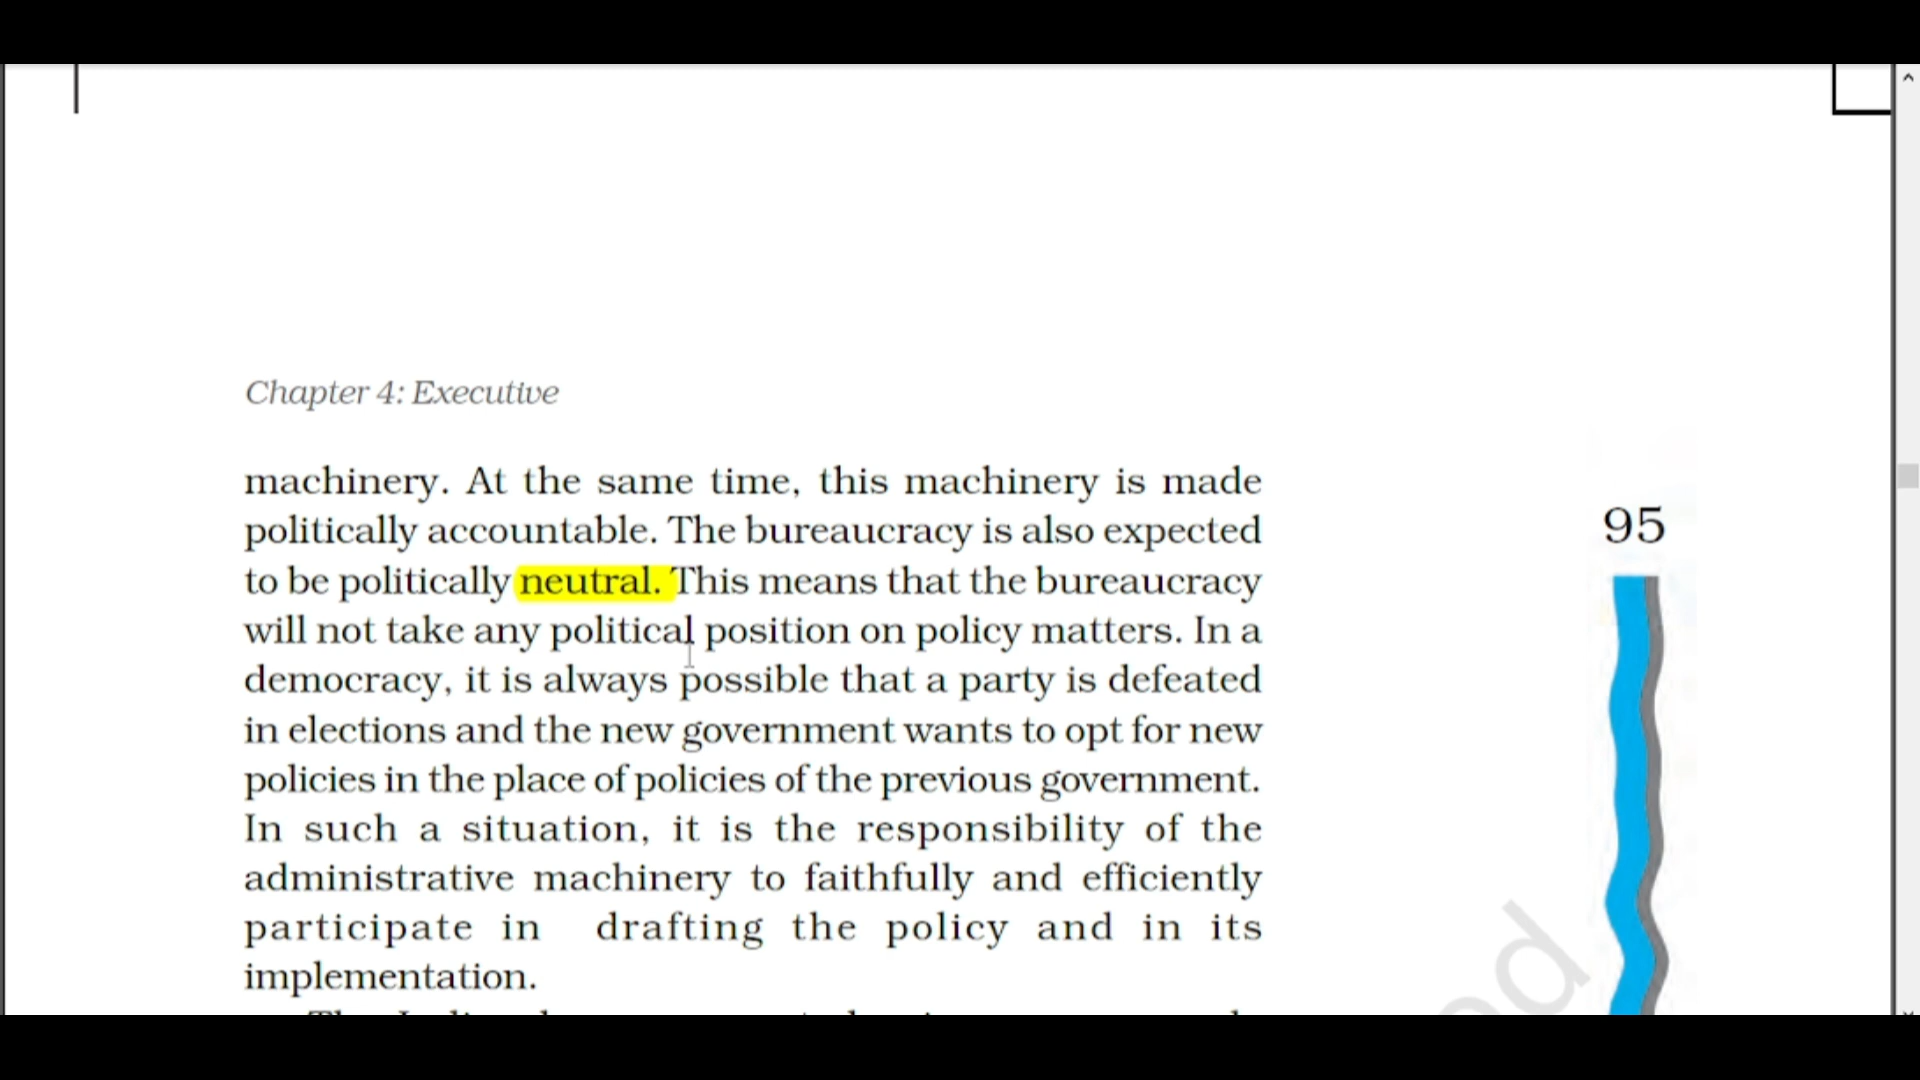 Chapter 4: Executive
machinery. At the same time, this machinery is made
politically accountable. The bureaucracy is also expected
to be politically neutral. This means that the bureaucracy
will not take any political position on policy matters. In a
democracy, it is always possible that a party is defeated
in elections and the new government wants to opt for new
policies in the place of policies of the previous government.
In such a situation, it is the responsibility of the
administrative machinery to faithfully and efficiently
participate in drafting the policy and in its
implementation.
95